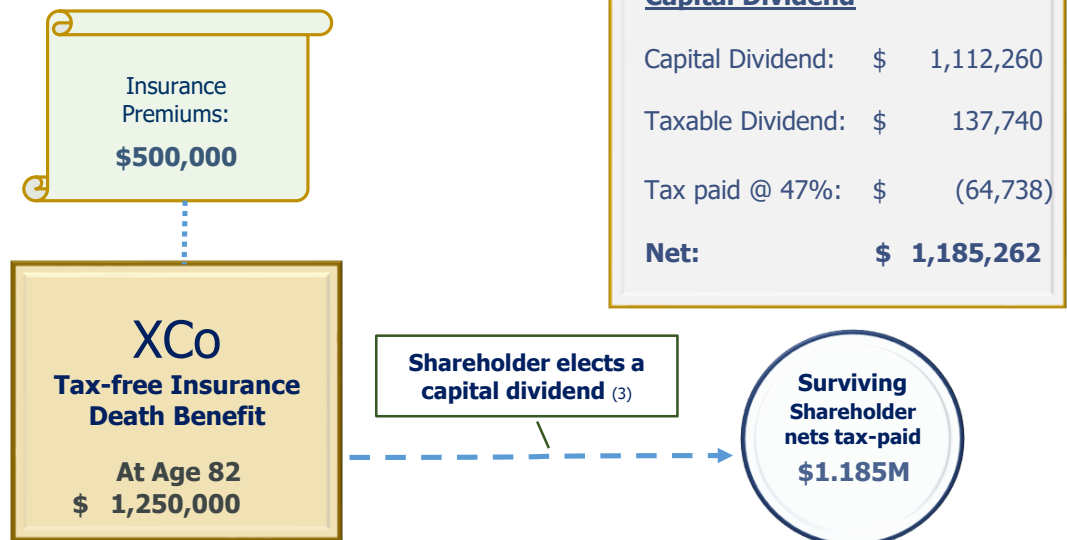 Capital Dividend
Capital Dividend: $ 1,112,260
Taxable Dividend: $ 137,740
Tax paid @ 47%: $ (64,738)
Net: $ 1,185,262
Insurance
Premiums:
$500,000
XCo
Tax-free Insurance
Death Benefit
At Age 82
$ 1,250,000
Shareholder elects a
capital dividend (3)
Surviving
Shareholder
nets tax-paid
$1.185M